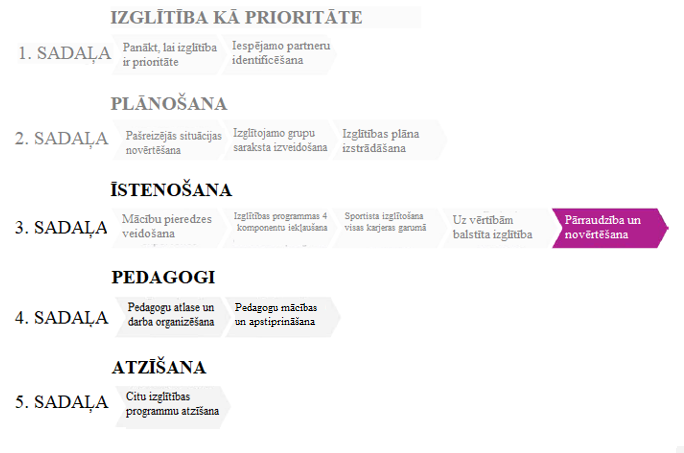 IZGLĪTĪBA KĀ PRIORITĀTE
1. SADAĻA
Panākt, lai izglītība
ir prioritāte
Iespējamo partneru
identificēšana
PLĀNOŠANA
2. SADAĻA
Pašreizējās situācijas
novērtēšana
Izglītojamo grupu
saraksta izveidošana
Izglītības plāna
izstrādāšana
ĪSTENOŠANA
3. SADAĻA
Mācību pieredzes
veidošana
Izglītības programmas 4
komponentu iekļaušana
Sportista izglītošana
visas karjeras garumā
Uz vērtībām
balstīta izglītība
Pārraudzība un
novērtēšana
PEDAGOGI
4. SADAĻA
Pedagogu atlase un
darba organizēšana
Pedagogu mācības
un apstiprināšana
ATZĪŠANA
5. SADAĻA
Citu izglītības
programmu atzīšana